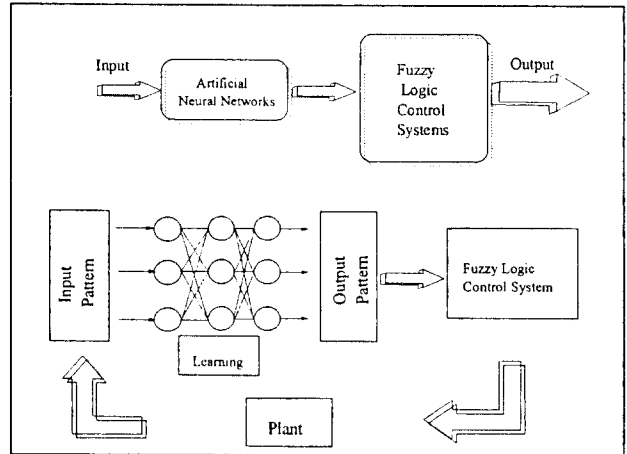 Input
Artificial
Neural Networks
Fuzzy
Logic
Control
Systems
Output
Input
Pattern
Learning
Output
Pattern
Fuzzy Logic
Control System
Plant